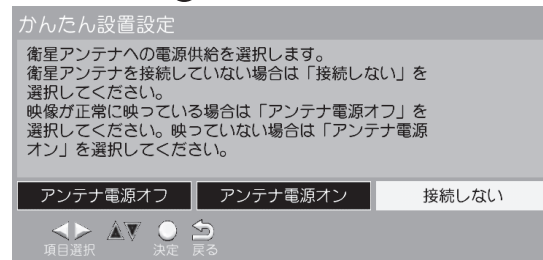 かんたん設置設定
衛星アンテナへの電源供給を選択します。
衛星アンテナを接続していない場合は「接続しない」を
選択してください。
映像が正常に映っている場合は「アンテナ電源オフ」を
選択してください。映っていない場合は「アンテナ電源
オン」を選択してください。
アンテナ電源オフ アンテナ電源オン 接続しない
項目選択 決定 戻る